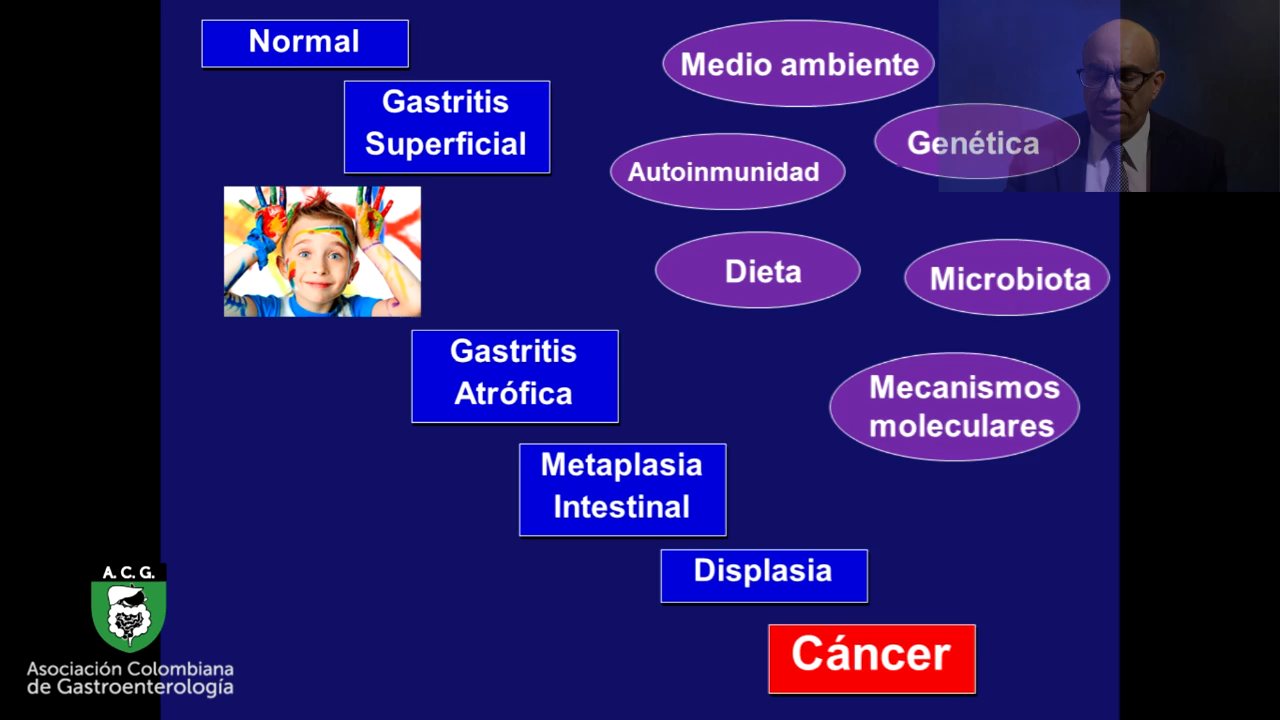 Normal
Gastritis
Superficial
Gastritis
Atrófica
Metaplasia
Intestinal
Displasia
Cáncer
Medio ambiente
Genética
Autoinmunidad
Dieta
Microbiota
Mecanismos
moleculares
A. C. G.
Asociación Colombiana
de Gastroenterología